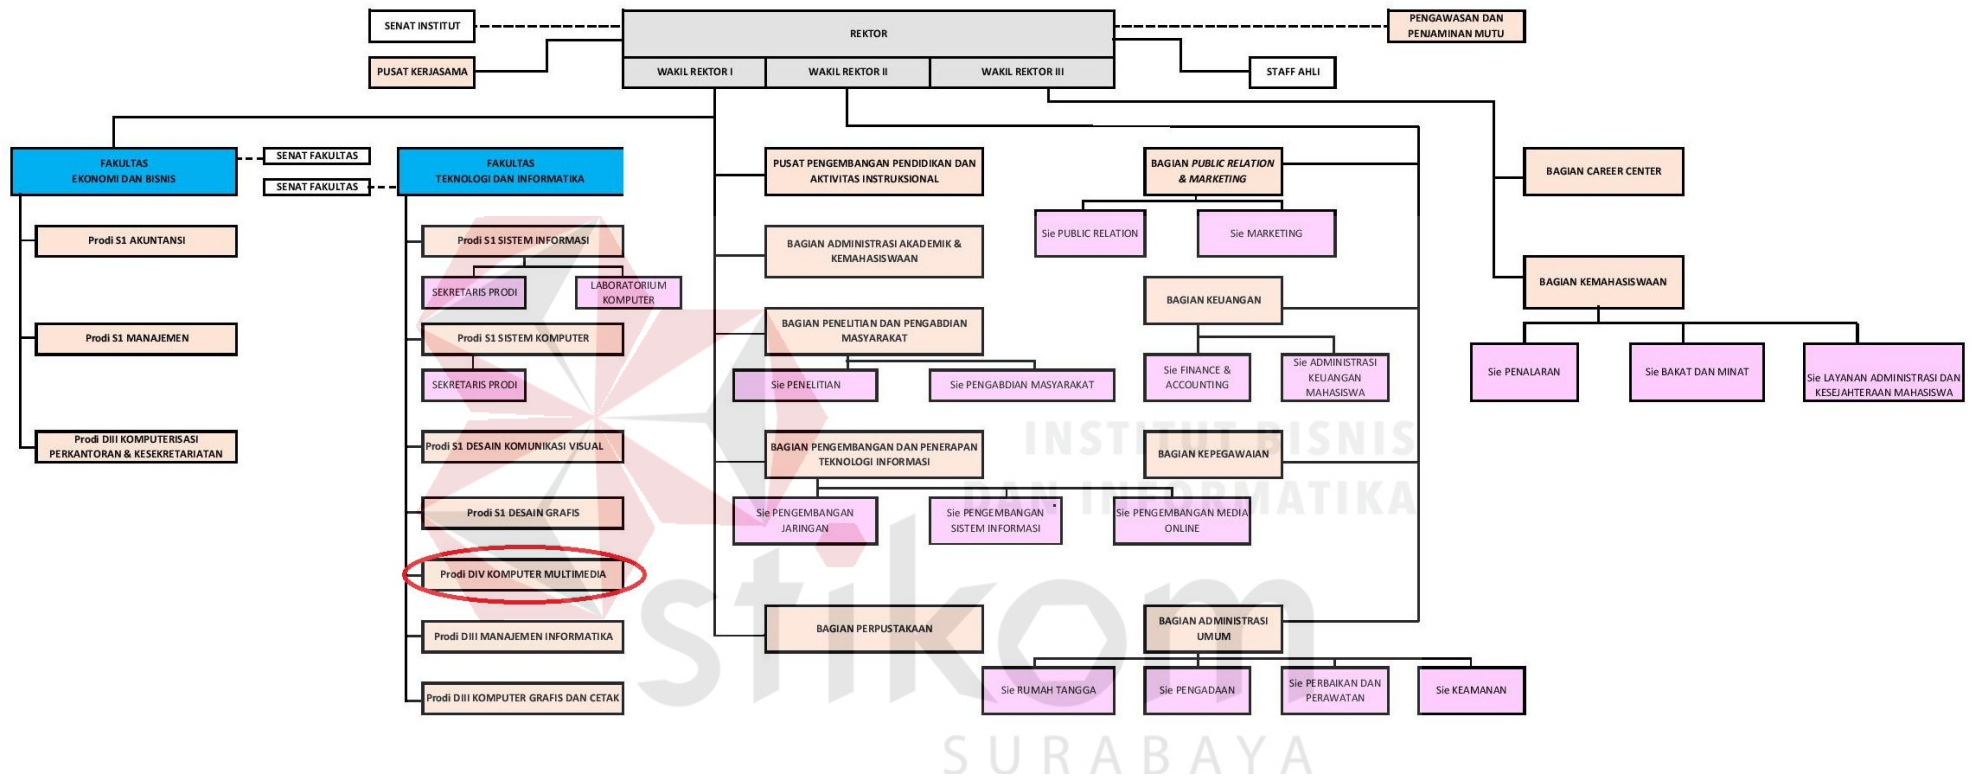 SENAT INSTITUT
REKTOR
PENGAWASAN DAN
PENJAMINAN MUTU
PUSAT KERJASAMA
WAKIL REKTOR I
WAKIL REKTOR II
WAKIL REKTOR III
STAFF AHLI
FAKULTAS
EKONOMI DAN BISNIS
SENAT FAKULTAS
SENAT FAKULTAS
FAKULTAS
TEKNOLOGI DAN INFORMATIKA
PUSAT PENGEMBANGAN PENDIDIKAN DAN
AKTIVITAS INSTRUKSIONAL
BAGIAN PUBLIC RELATION
& MARKETING
BAGIAN CAREER CENTER
Sie PUBLIC RELATION
Sie MARKETING
Prodi S1 AKUNTANSI
Prodi S1 SISTEM INFORMASI
BAGIAN ADMINISTRASI AKADEMIK &
KEMAHASISWAAN
SEKRETARIS PRODI
LABORATORIUM
KOMPUTER
BAGIAN KEUANGAN
BAGIAN KEMAHASISWAAN
Prodi S1 MANAJEMEN
Prodi S1 SISTEM KOMPUTER
BAGIAN PENELITIAN DAN PENGABDIAN
MASYARAKAT
SEKRETARIS PRODI
Sie PENELITIAN
Sie PENGABDIAN MASYARAKAT
Sie FINANCE &
ACCOUNTING
Sie ADMINISTRASI
KEUANGAN
MAHASISWA
Sie PENALARAN
Sie BAKAT DAN MINAT
Sie LAYANAN ADMINISTRASI DAN
KESEJAHTERAAN MAHASISWA
Prodi DIII KOMPUTERISASI
PERKANTORAN & KESEKRETARIATAN
Prodi S1 DESAIN KOMUNIKASI VISUAL
BAGIAN PENGEMBANGAN DAN PENERAPAN
TEKNOLOGI INFORMASI
BAGIAN KEPEGAWAIAN
INSTITUT BISNIS
DAN INFORMATIKA
Prodi S1 DESAIN GRAFIS
Sie PENGEMBANGAN
JARINGAN
Sie PENGEMBANGAN
SISTEM INFORMASI
Sie PENGEMBANGAN MEDIA
ONLINE
Prodi DIV KOMPUTER MULTIMEDIA
stikom
Prodi DIII MANAJEMEN INFORMATIKA
BAGIAN PERPUSTAKAAN
BAGIAN ADMINISTRASI
UMUM
Prodi DIII KOMPUTER GRAFIS DAN CETAK
Sie RUMAH TANGGA
Sie PENGADAAN
Sie PERBAIKAN DAN
PERAWATAN
Sie KEAMANAN
SURABAYA